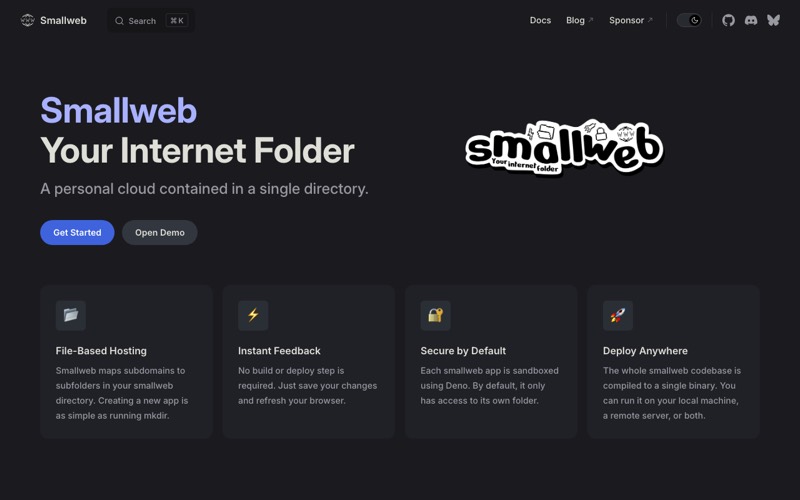 Smallweb
Search
⌘ K
Docs
Blog
Sponsor
Smallweb
Your Internet Folder
A personal cloud contained in a single directory.
smallweb
Your internet folder
Get Started
Open Demo
File-Based Hosting
Smallweb maps subdomains to
subfolders in your smallweb
directory. Creating a new app is
as simple as running mkdir.
Instant Feedback
No build or deploy step is
required. Just save your changes
and refresh your browser.
Secure by Default
Each smallweb app is sandboxed
using Deno. By default, it only
has access to its own folder.
Deploy Anywhere
The whole smallweb codebase is
compiled to a single binary. You
can run it on your local machine,
a remote server, or both.